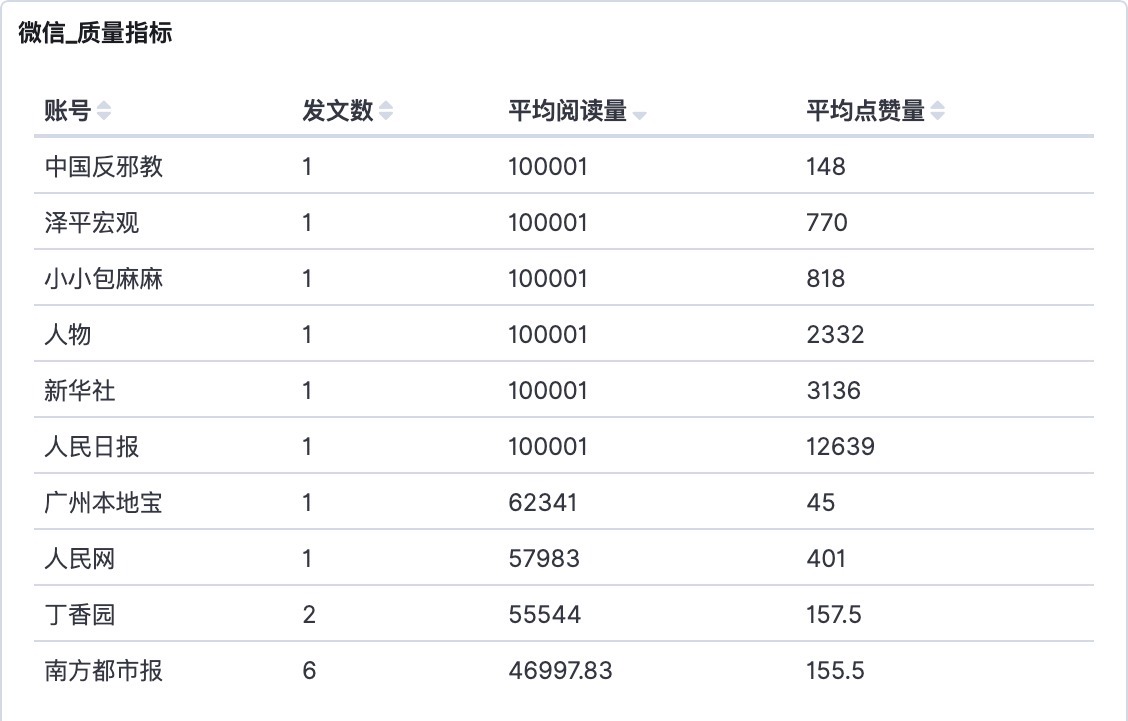 微信_质量指标
账号 发文数 平均阅读量 平均点赞量
中国反邪教 1 100001 148
泽平宏观 1 100001 770
小小包麻麻 1 100001 818
人物 1 100001 2332
新华社 1 100001 3136
人民日报 1 100001 12639
广州本地宝 1 62341 45
人民网 1 57983 401
丁香园 2 55544 157.5
南方都市报 6 46997.83 155.5